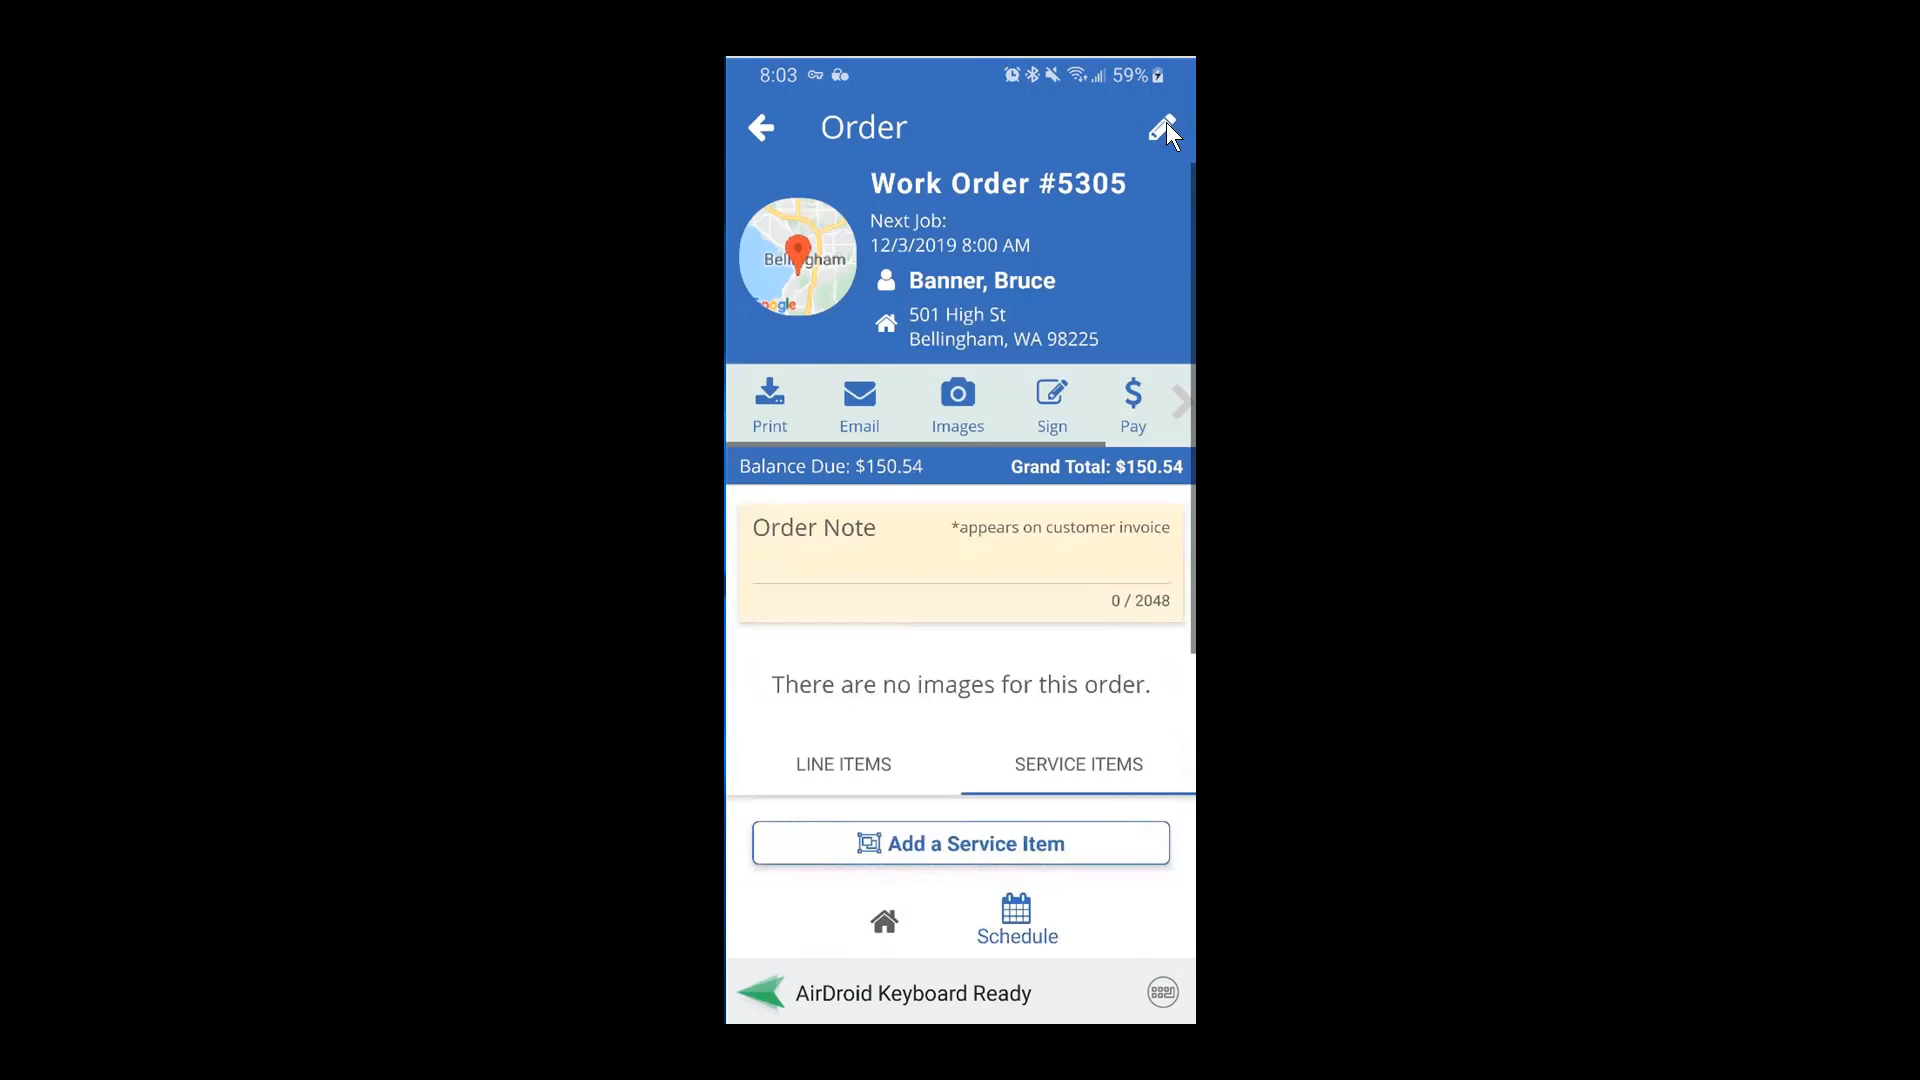 8:03
59%
Order
Work Order #5305
Next Job:
12/3/2019 8:00 AM
Banner, Bruce
501 High St
Bellingham, WA 98225
Print
Email
Images
Sign
Pay
Balance Due: $150.54
Grand Total: $150.54
Order Note
*appears on customer invoice
0 / 2048
There are no images for this order.
LINE ITEMS
SERVICE ITEMS
Add a Service Item
Schedule
AirDroid Keyboard Ready